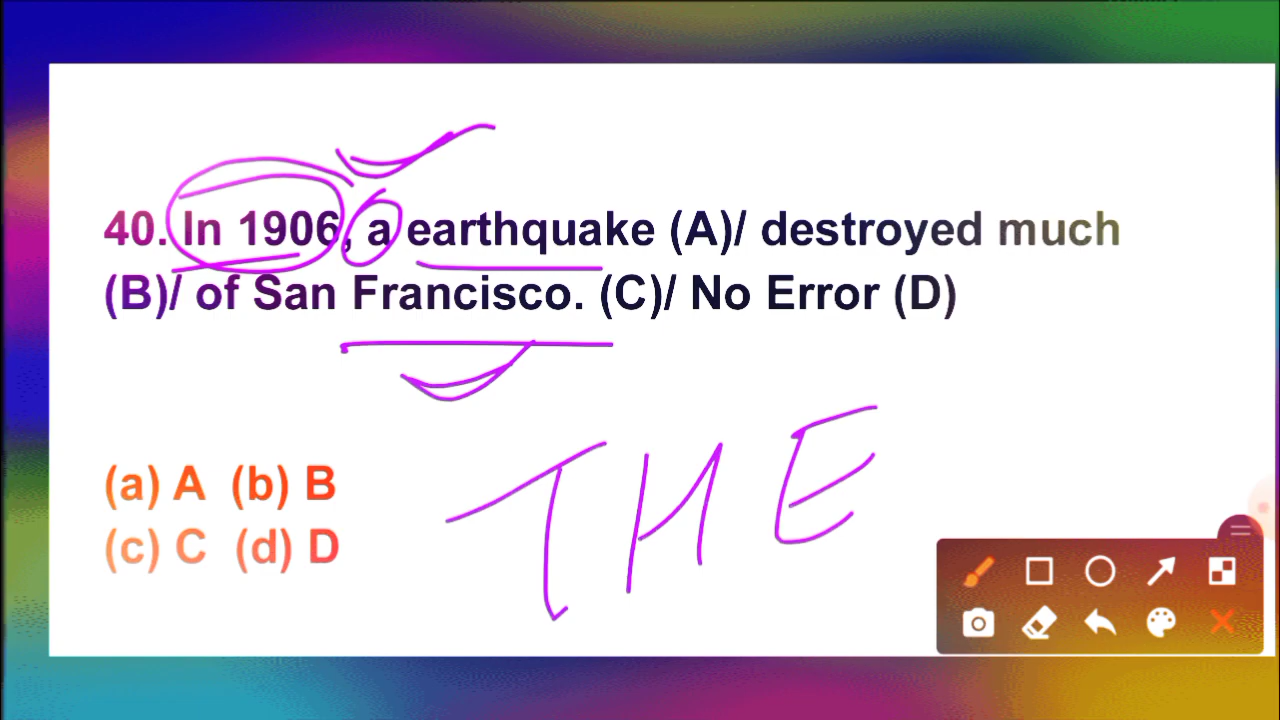 40. In 1906, a earthquake (A)/ destroyed much
(B)/ of San Francisco. (C)/ No Error (D)
(a) A (b) B
(c) C (d) D
THE